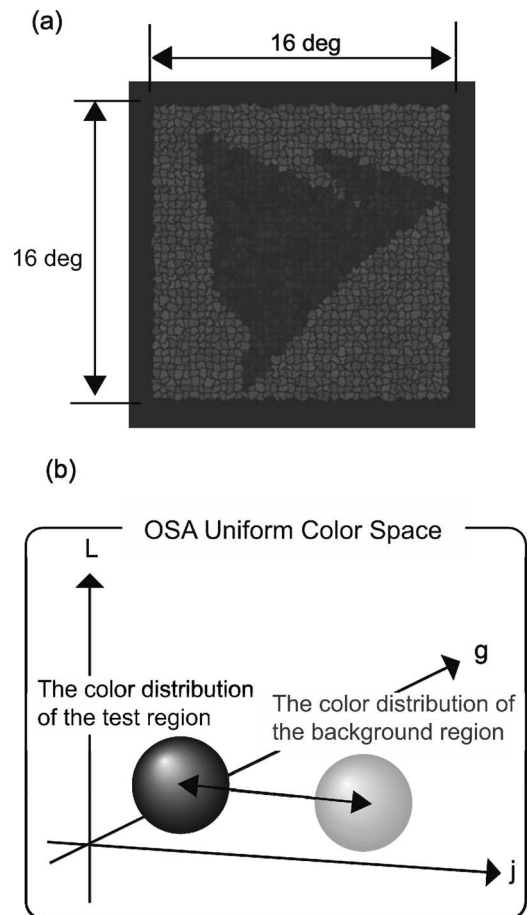 (a)
16 deg
16 deg
(b)
OSA Uniform Color Space
L
g
The color distribution
of the test region
The color distribution of
the background region
j